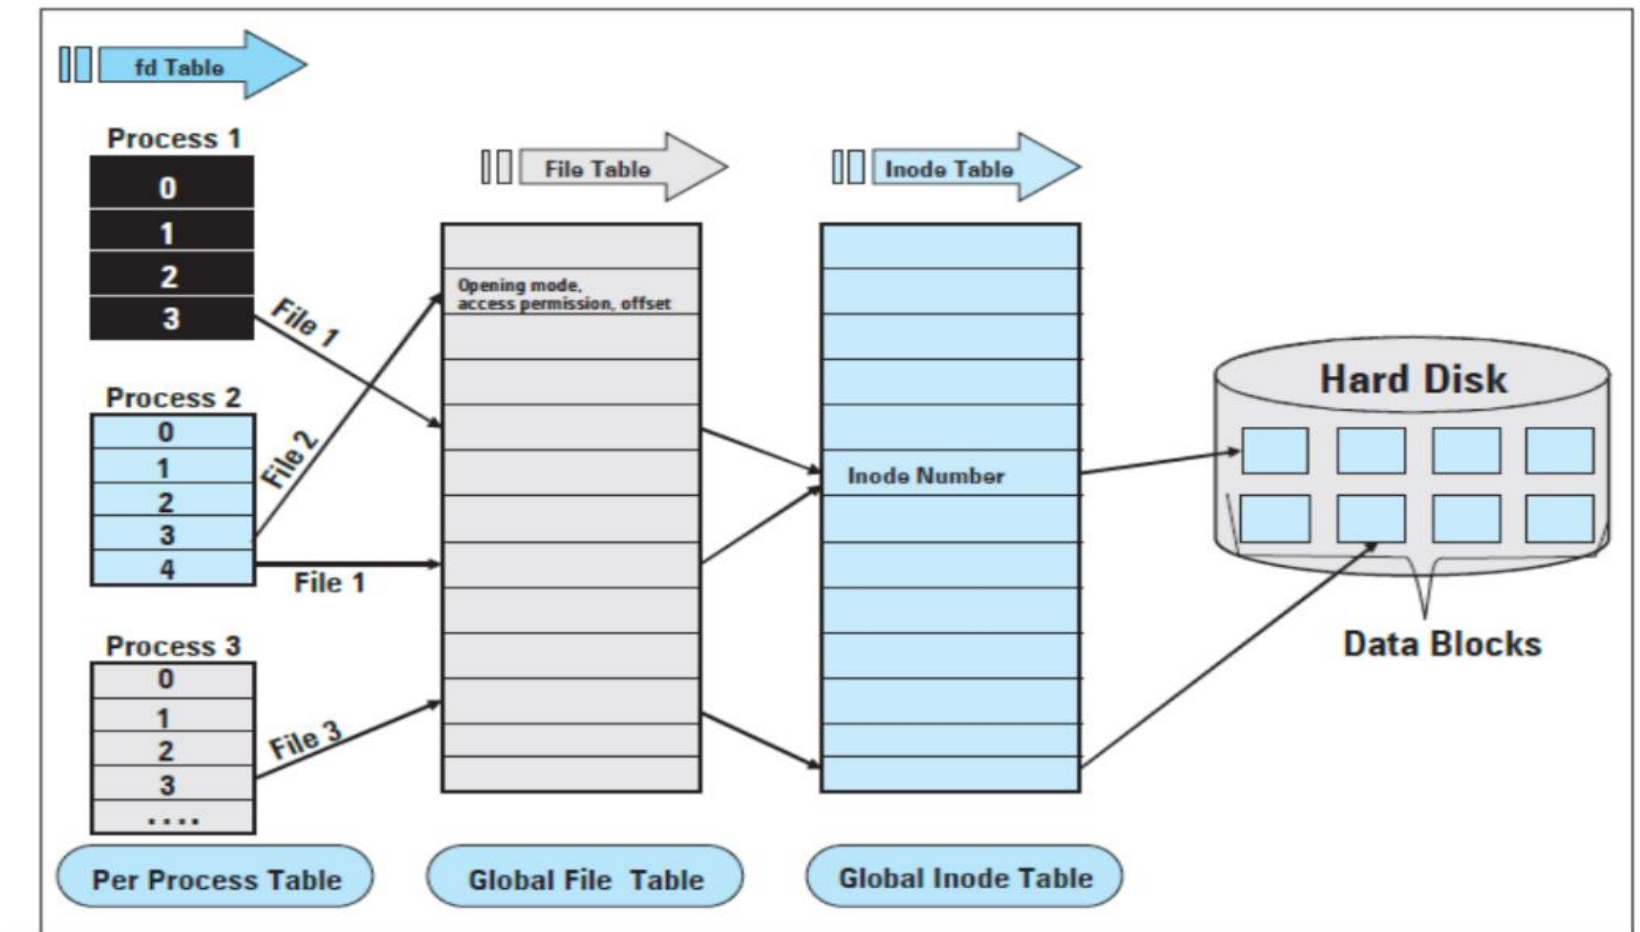 fd Table
Process 1
0
1
2
3
File 1
Process 2
0
1
2
3
4
File 2
File 1
Process 3
0
1
2
3
....
File 3
Per Process Table
File Table
Opening mode,
access permission, offset
Global File Table
Inode Table
Inode Number
Global Inode Table
Hard Disk
Data Blocks